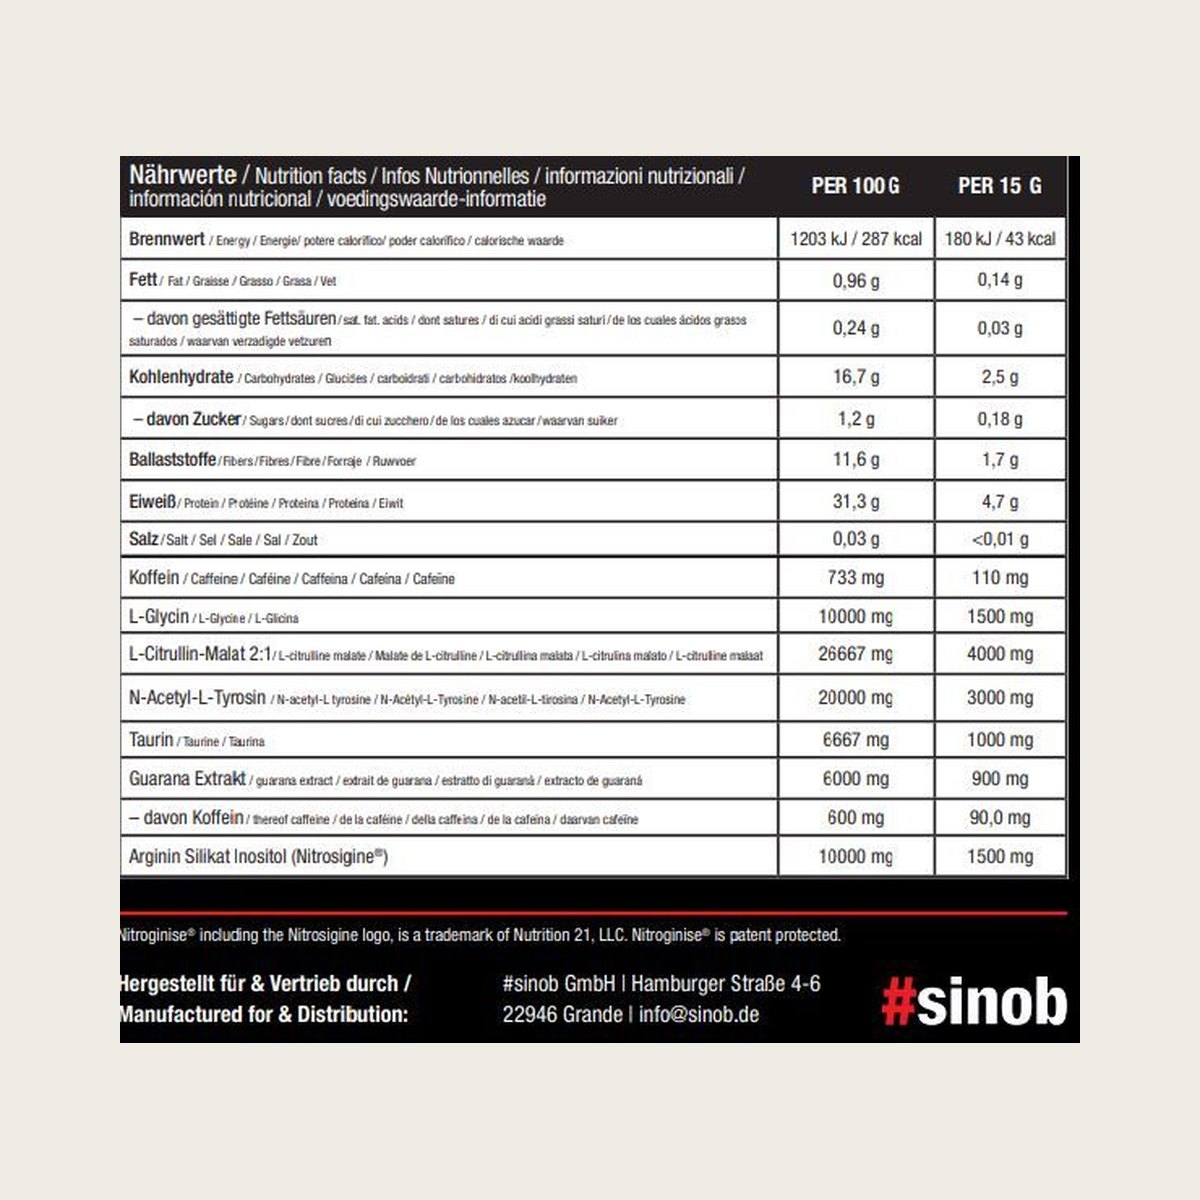 Nährwerte / Nutrition facts / Infos Nutrionnelles / informazioni nutrizionali /
información nutricional / voedingswaarde-informatie
PER 100 G
PER 15 G
Brennwert / Energy / Energie/ potere calorifico/ poder calorífico / calorische waarde
1203 kJ / 287 kcal
180 kJ / 43 kcal
Fett / Fat / Graisse / Grasso / Grasa / Vet
0,96 g
0,14 g
– davon gesättigte Fettsäuren / sat. fat. acids / dont satures / di cui acidi grassi saturi / de los cuales ácidos grasos
saturados / waarvan verzadigde vetzuren
0,24 g
0,03 g
Kohlenhydrate / Carbohydrates / Glucides / carboidrati / carbohidratos /koolhydraten
16,7 g
2,5 g
– davon Zucker / Sugars / dont sucres / di cui zucchero / de los cuales azucar / waarvan suiker
1,2 g
0,18 g
Ballaststoffe / Fibers / Fibres / Fibre / Forraje / Ruwvoer
11,6 g
1,7 g
Eiweiß / Protein / Protéine / Proteina / Proteína / Eiwit
31,3 g
4,7 g
Salz / Salt / Sel / Sale / Sal / Zout
0,03 g
<0,01 g
Koffein / Caffeine / Caféine / Caffeina / Cafeína / Cafeïne
733 mg
110 mg
L-Glycin / L-Glycine / L-Glicina
10000 mg
1500 mg
L-Citrullin-Malat 2:1 / L-citrulline malate / Malate de L-citrulline / L-citrullina malata / L-citrulina malato / L-citrulline malaat
26667 mg
4000 mg
N-Acetyl-L-Tyrosin / N-acetyl-L tyrosine / N-Acétyl-L-Tyrosine / N-acetil-L-tirosina / N-Acetyl-L-Tyrosine
20000 mg
3000 mg
Taurin / Taurine / Taurina
6667 mg
1000 mg
Guarana Extrakt / guarana extract / extrait de guarana / estratto di guaranà / extracto de guaraná
6000 mg
900 mg
– davon Koffein / thereof caffeine / de la caféine / della caffeina / de la cafeína / daarvan cafeïne
600 mg
90,0 mg
Arginin Silikat Inositol (Nitrosigine®)
10000 mg
1500 mg
Nitroginise® including the Nitrosigine logo, is a trademark of Nutrition 21, LLC. Nitroginise® is patent protected.
Hergestellt für & Vertrieb durch /
Manufactured for & Distribution:
#sinob GmbH | Hamburger Straße 4-6
22946 Grande | info@sinob.de
#sinob